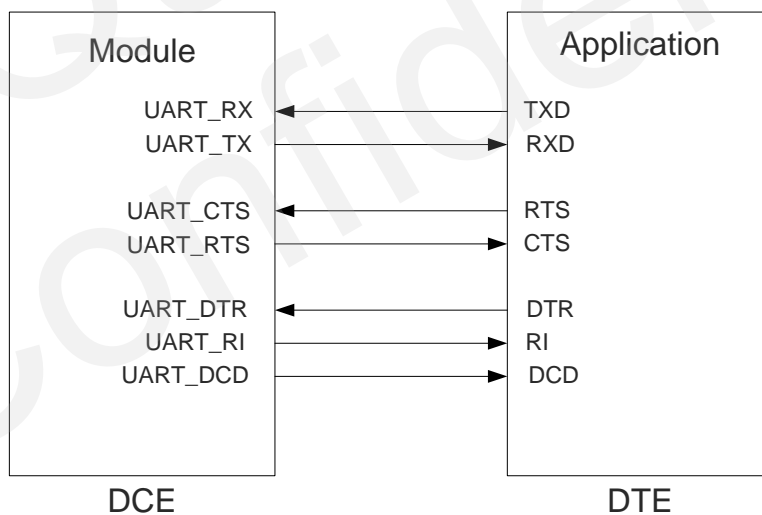 Module
Application
UART_RX
TXD
UART_TX
RXD
UART_CTS
RTS
UART_RTS
CTS
UART_DTR
DTR
UART_RI
RI
UART_DCD
DCD
DCE
DTE